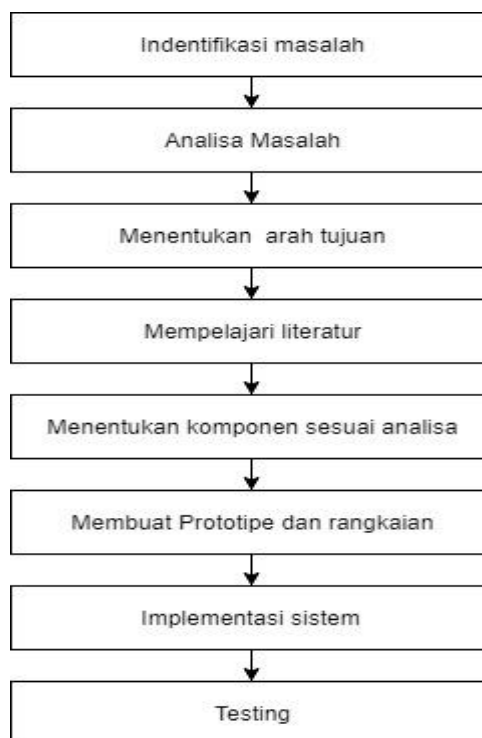 Indentifikasi masalah
Analisa Masalah
Menentukan arah tujuan
Mempelajari literatur
Menentukan komponen sesuai analisa
Membuat Prototipe dan rangkaian
Implementasi sistem
Testing